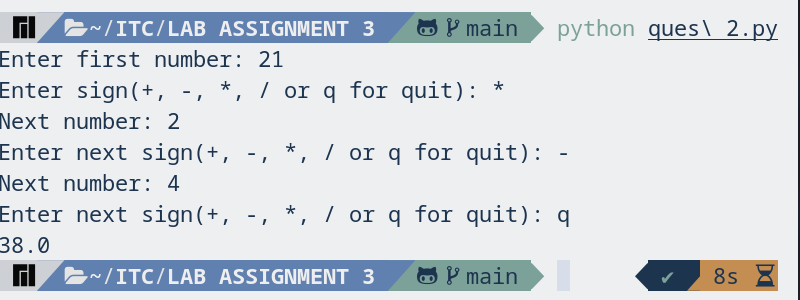 ~/ITC/LAB ASSIGNMENT 3 main python ques\ 2.py
Enter first number: 21
Enter sign(+, -, *, / or q for quit): *
Next number: 2
Enter next sign(+, -, *, / or q for quit): -
Next number: 4
Enter next sign(+, -, *, / or q for quit): q
38.0
~/ITC/LAB ASSIGNMENT 3 main ✔ 8s